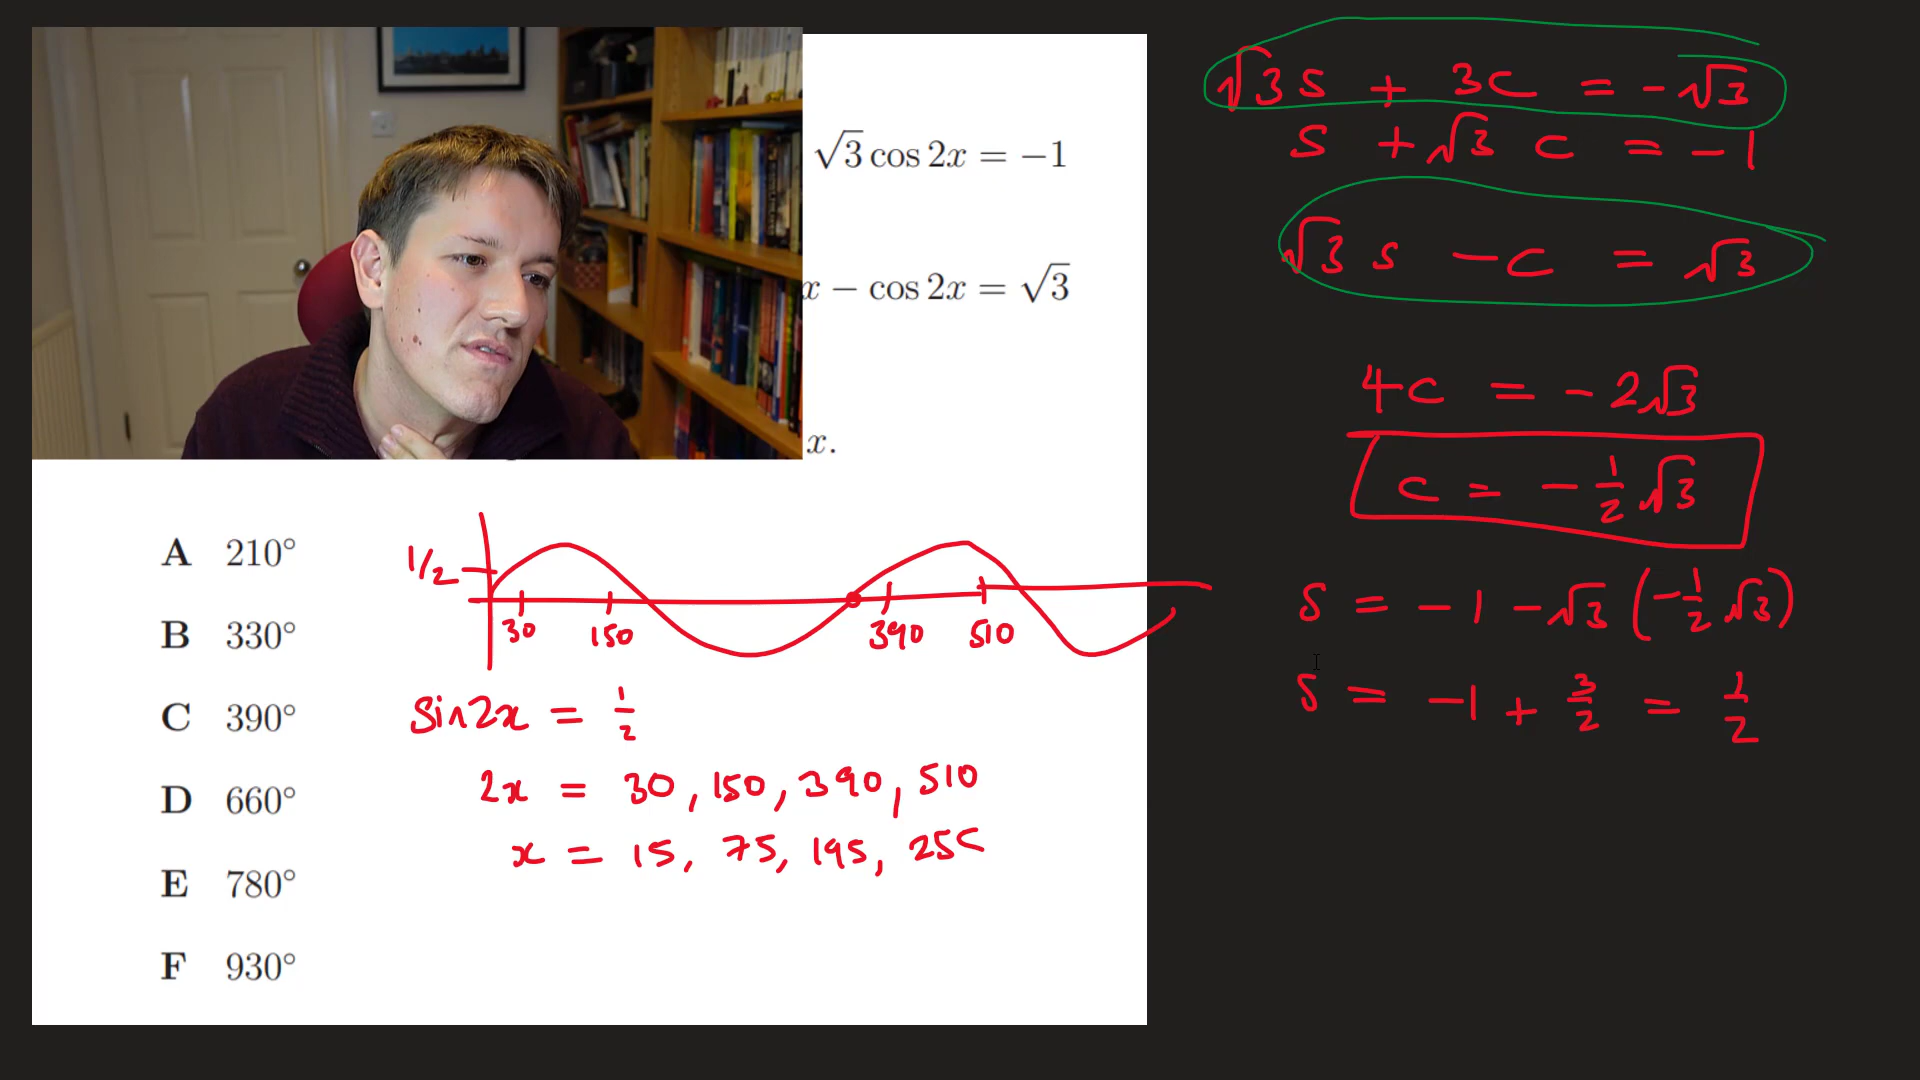 √3 cos 2x = −1
x − cos 2x = √3
x.
A 210°
B 330°
C 390°
D 660°
E 780°
F 930°
1/2
30 150 390 510
sin2x = 1/2
2x = 30, 150, 390, 510
x = 15, 75, 195, 25
√3 s + 3c = -√3
s + √3 c = -1
√3 s - c = √3
4c = -2√3
c = -1/2 √3
s = -1 - √3 (-1/2 √3)
s = -1 + 3/2 = 1/2